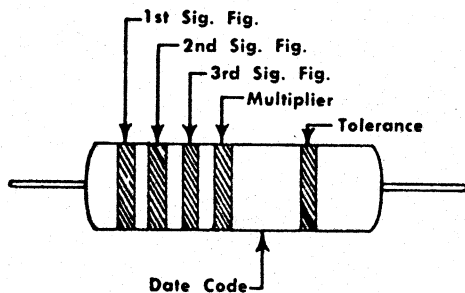 1st Sig. Fig.
2nd Sig. Fig.
3rd Sig. Fig.
Multiplier
Tolerance
Date Code